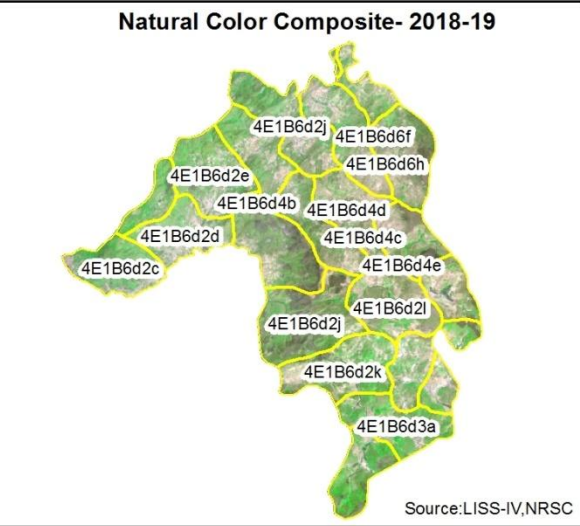 Natural Color Composite- 2018-19
4E1B6d2j
4E1B6d6f
4E1B6d6h
4E1B6d2e
4E1B6d4b
4E1B6d4d
4E1B6d2d
4E1B6d4c
4E1B6d2c
4E1B6d4e
4E1B6d2l
4E1B6d2j
4E1B6d2k
4E1B6d3a
Source:LISS-IV,NRSC